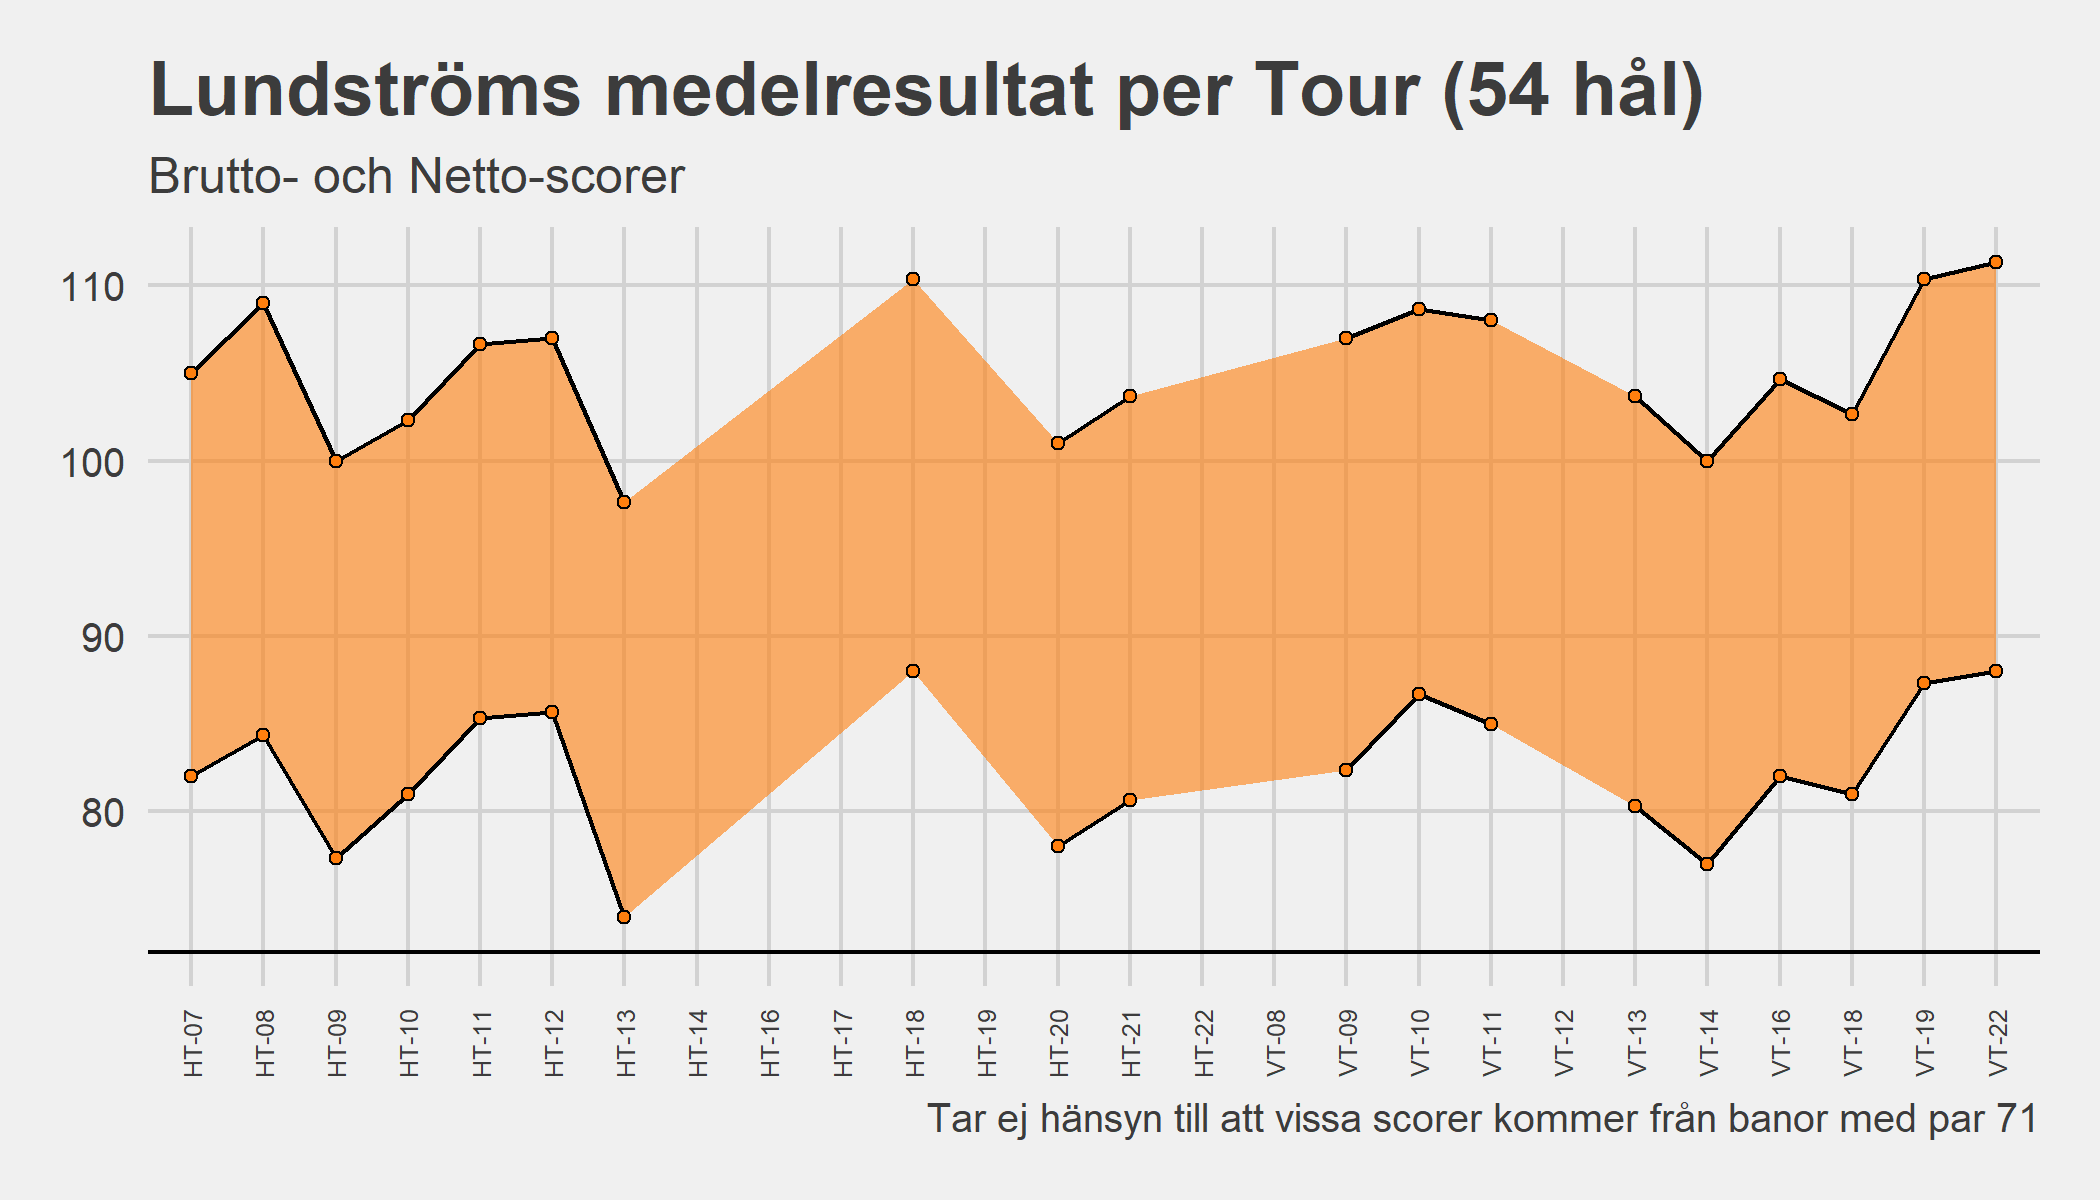 Lundströms medelresultat per Tour (54 hål)
Brutto- och Netto-scorer
110
100
90
80
HT-07
HT-08
HT-09
HT-10
HT-11
HT-12
HT-13
HT-14
HT-16
HT-17
HT-18
HT-19
HT-20
HT-21
HT-22
VT-08
VT-09
VT-10
VT-11
VT-12
VT-13
VT-14
VT-16
VT-18
VT-19
VT-22
Tar ej hänsyn till att vissa scorer kommer från banor med par 71